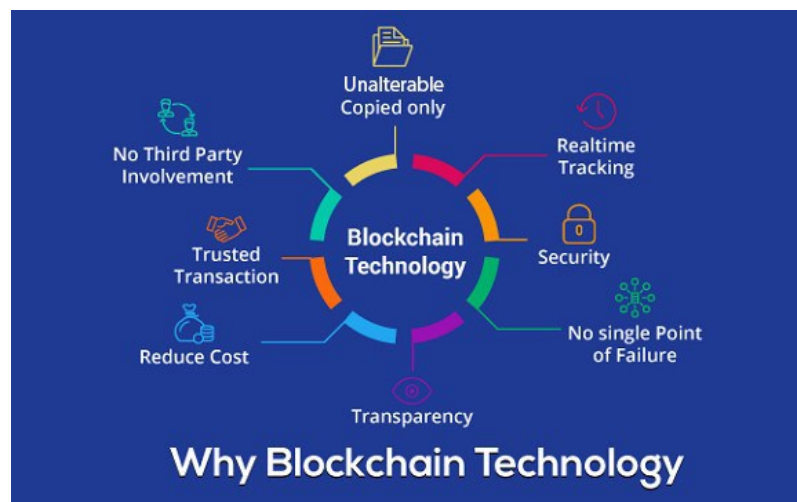 Unalterable
Copied only
Realtime
Tracking
No Third Party
Involvement
Blockchain
Technology
Trusted
Transaction
Security
No single Point
of Failure
Reduce Cost
Transparency
Why Blockchain Technology